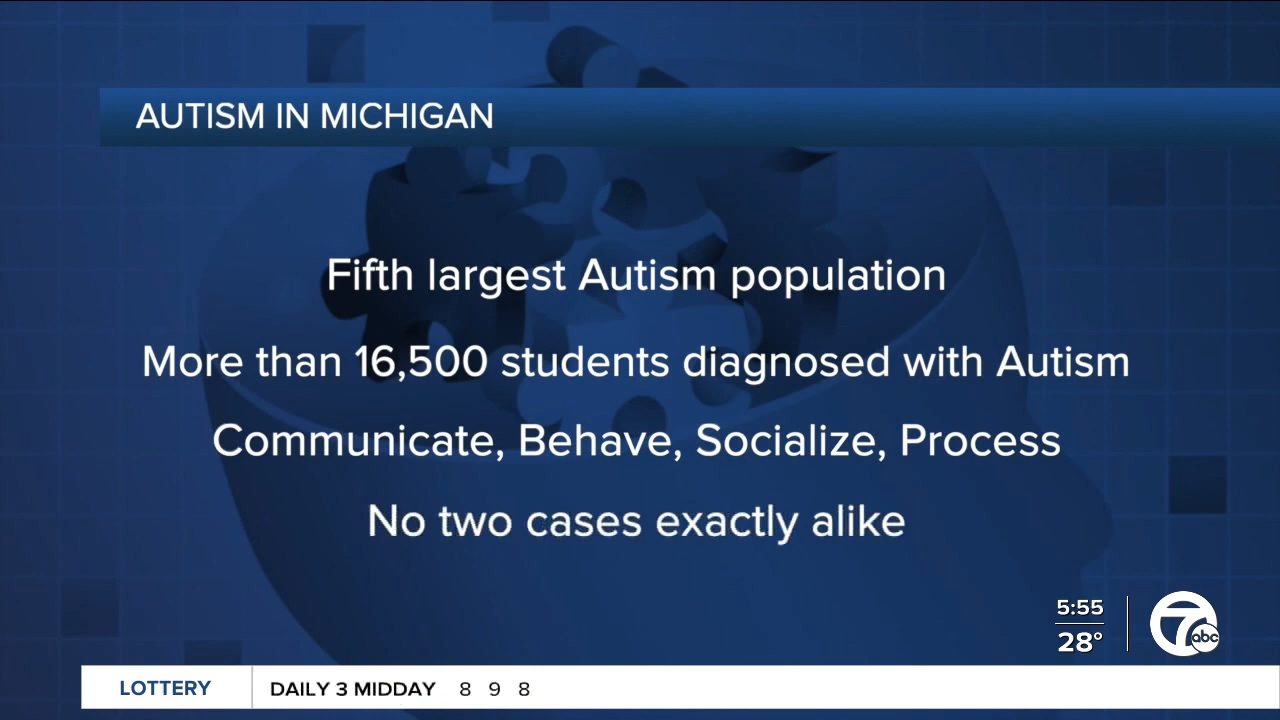 AUTISM IN MICHIGAN
Fifth largest Autism population
More than 16,500 students diagnosed with Autism
Communicate, Behave, Socialize, Process
No two cases exactly alike
5:55
28°
7 abc
LOTTERY DAILY 3 MIDDAY 8 9 8